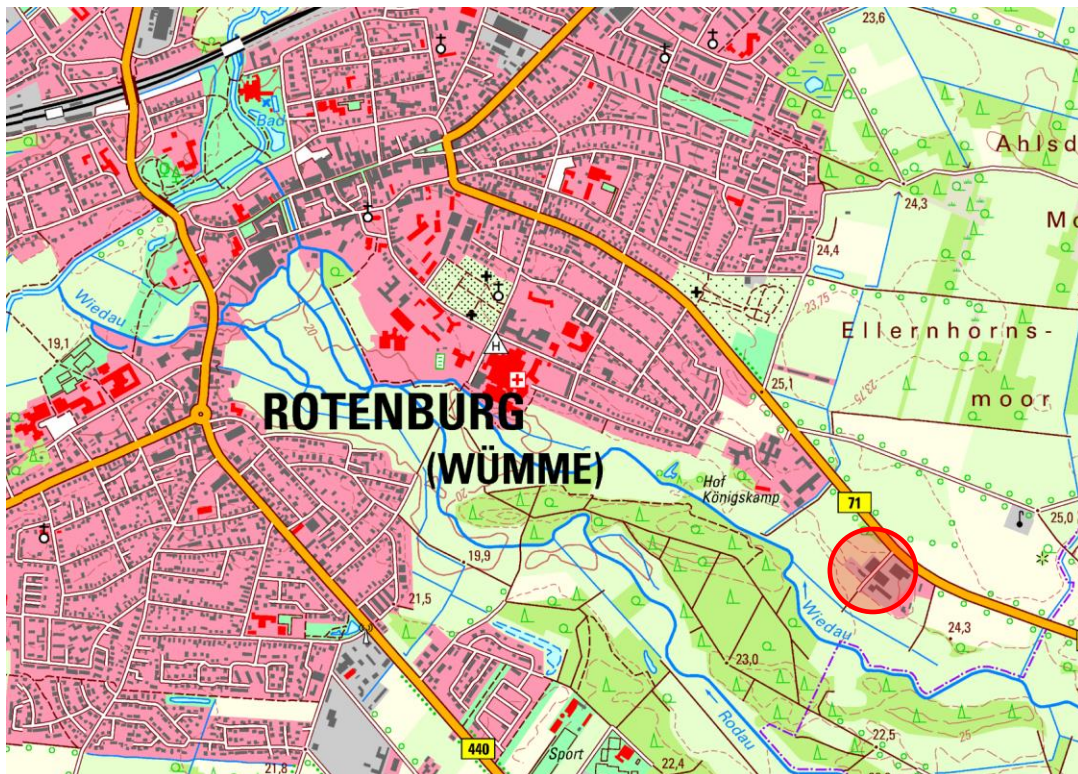 23,6
Bad
Ahlsd
24,3
Mo
24,4
23,75
Wiedau
20
Ellernhorns-
19,1
H
25,1
23,75
moor
ROTENBURG
(WÜMME)
20
Hof
Königskamp
71
25,0
19,9
21,5
Wiedau
24,3
23,0
Rodau
440
Sport
25
22,5
21,8
22,4